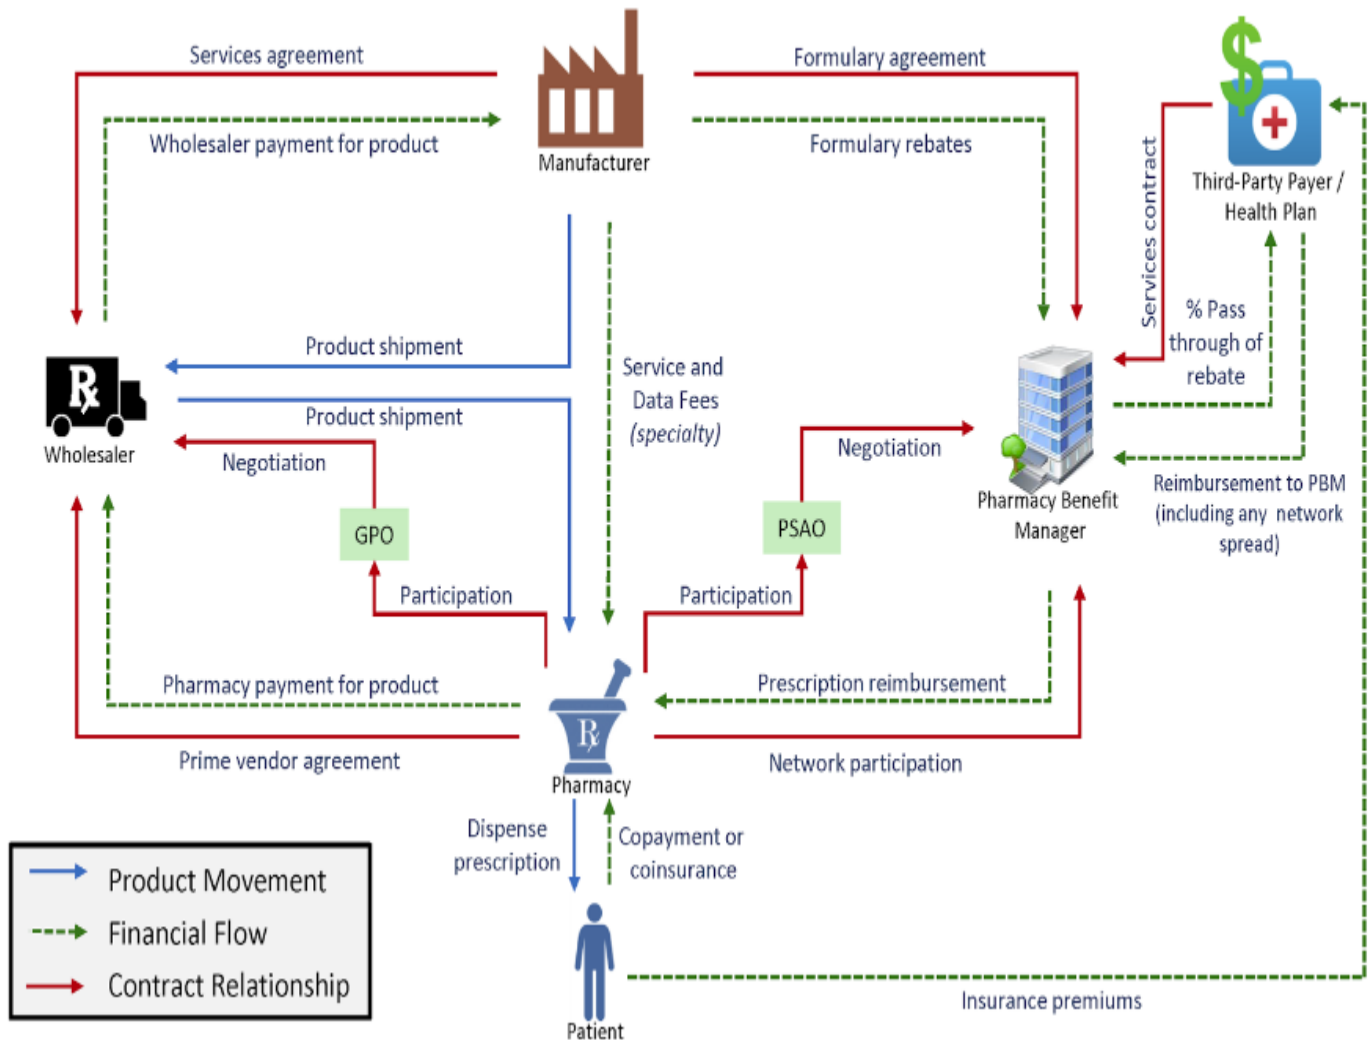 Services agreement
Formulary agreement
Wholesaler payment for product
Formulary rebates
Manufacturer
$
Third-Party Payer /
Health Plan
Services contract
% Pass
through of
rebate
Product shipment
Rx
Product shipment
Service and
Data Fees
(specialty)
Wholesaler
Negotiation
Negotiation
Pharmacy Benefit
Manager
Reimbursement to PBM
(including any network
spread)
GPO
PSAO
Participation
Participation
Pharmacy payment for product
Prescription reimbursement
Rx
Prime vendor agreement
Network participation
Pharmacy
Dispense
prescription
Copayment or
coinsurance
Product Movement
Financial Flow
Contract Relationship
Insurance premiums
Patient